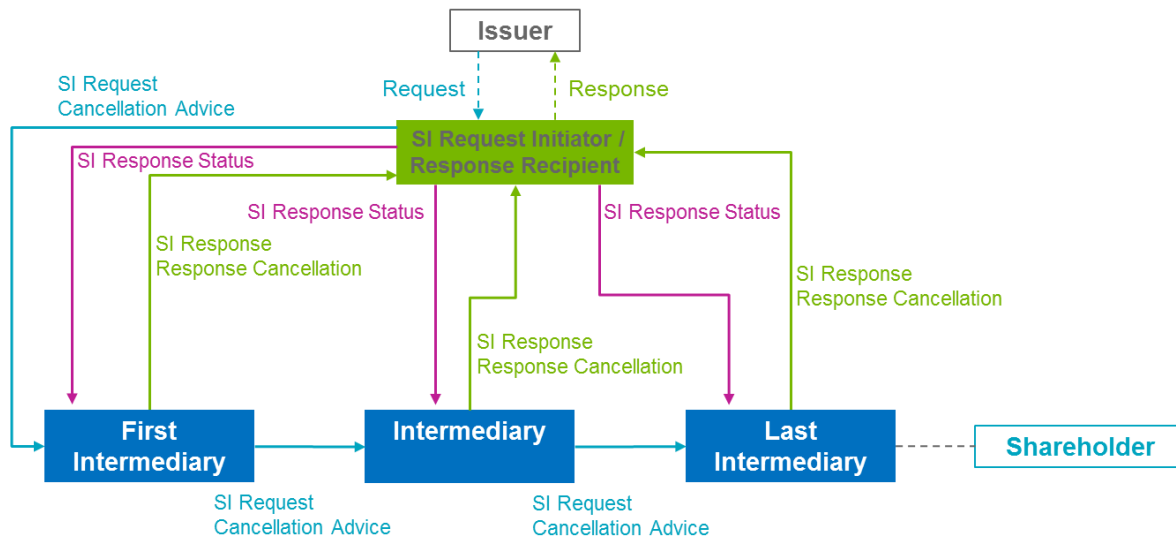 Issuer
SI Request
Cancellation Advice
Request
Response
SI Request Initiator /
Response Recipient
SI Response Status
SI Response Status
SI Response Status
SI Response
Response Cancellation
SI Response
Response Cancellation
SI Response
Response Cancellation
First
Intermediary
Intermediary
Last
Intermediary
Shareholder
SI Request
Cancellation Advice
SI Request
Cancellation Advice